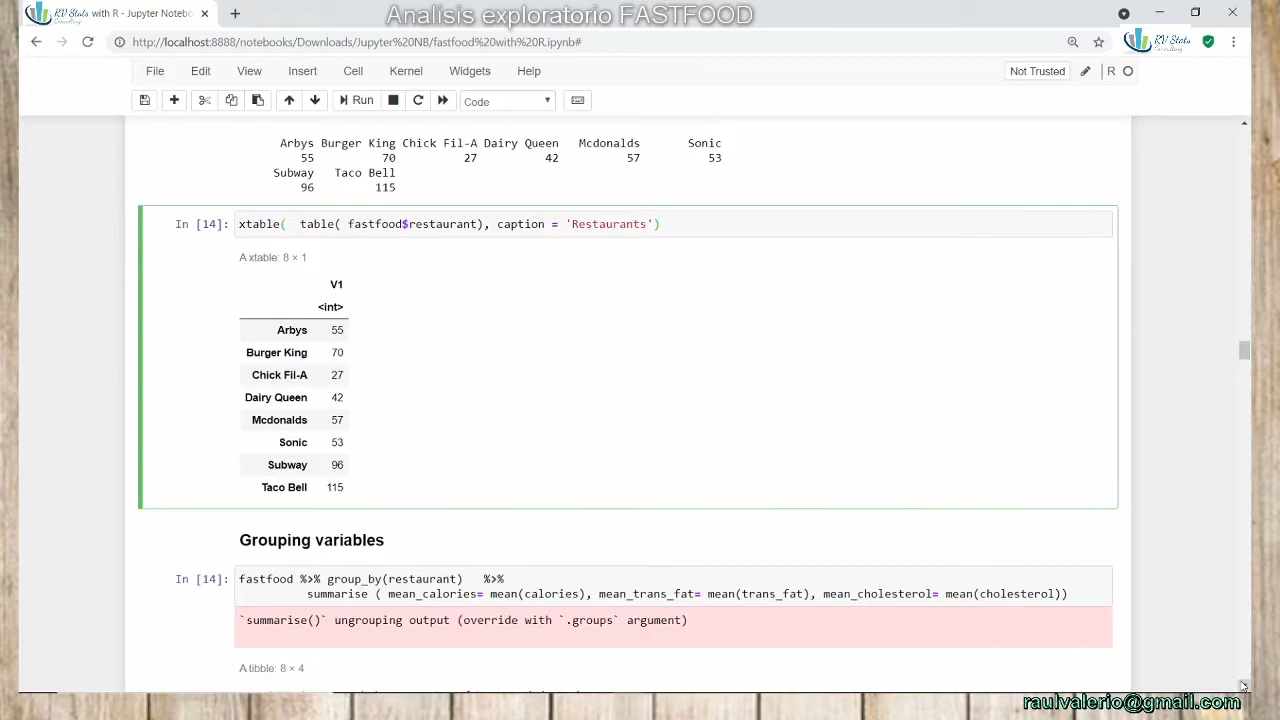 Analisis exploratorio FASTFOOD
with R - Jupyter Notebo
RV Stats
Consulting
http://localhost:8888/notebooks/Downloads/Jupyter%20NB/fastfood%20with%20R.ipynb#
RV Stats
Consulting
File Edit View Insert Cell Kernel Widgets Help
Not Trusted R
Run Code
Arbys Burger King Chick Fil-A Dairy Queen Mcdonalds Sonic
55 70 27 42 57 53
Subway Taco Bell
96 115
In [14]: xtable( table( fastfood$restaurant), caption = 'Restaurants')
A xtable: 8 × 1
V1
<int>
Arbys 55
Burger King 70
Chick Fil-A 27
Dairy Queen 42
Mcdonalds 57
Sonic 53
Subway 96
Taco Bell 115
Grouping variables
In [14]: fastfood %>% group_by(restaurant) %>%
summarise ( mean_calories= mean(calories), mean_trans_fat= mean(trans_fat), mean_cholesterol= mean(cholesterol))
`summarise()` ungrouping output (override with `.groups` argument)
A tibble: 8 × 4
raulvalerio@gmail.com